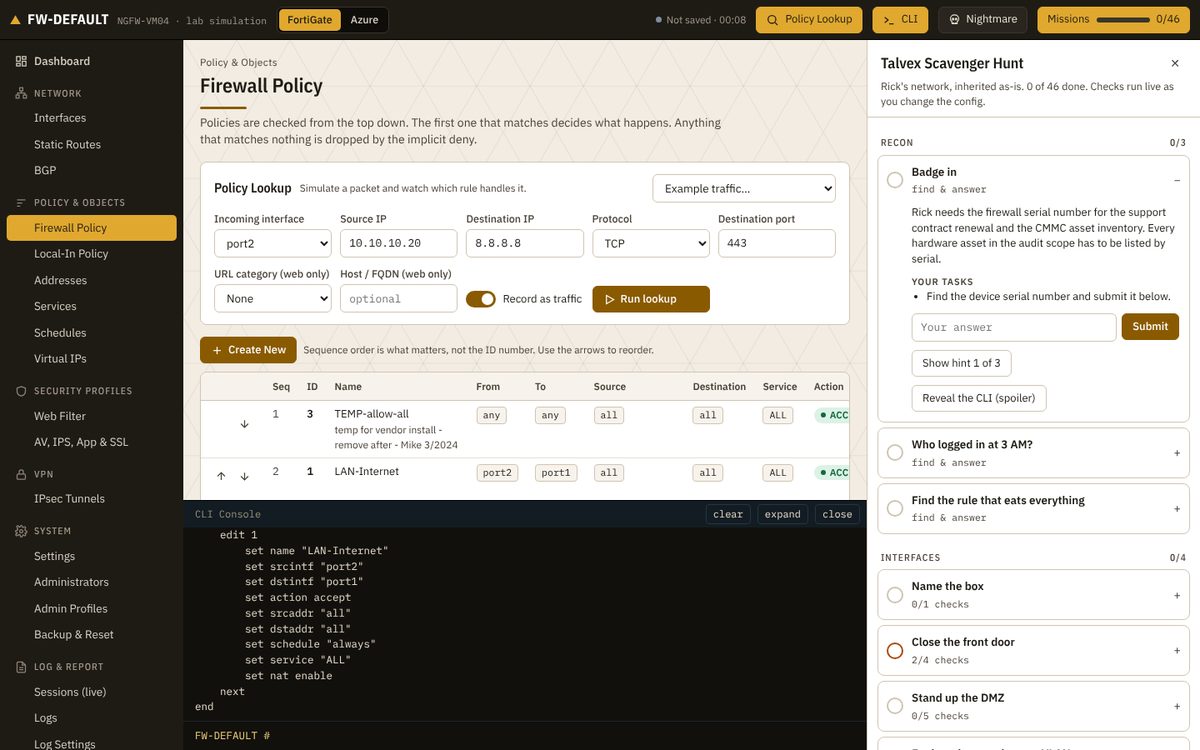 FW-DEFAULT NGFW-VM04 · lab simulation FortiGate Azure Not saved · 00:08 Policy Lookup CLI Nightmare Missions 0/46
Dashboard
NETWORK
Interfaces
Static Routes
BGP
POLICY & OBJECTS
Firewall Policy
Local-In Policy
Addresses
Services
Schedules
Virtual IPs
SECURITY PROFILES
Web Filter
AV, IPS, App & SSL
VPN
IPsec Tunnels
SYSTEM
Settings
Administrators
Admin Profiles
Backup & Reset
LOG & REPORT
Sessions (live)
Logs
Log Settings
Policy & Objects
Firewall Policy
Policies are checked from the top down. The first one that matches decides what happens. Anything
that matches nothing is dropped by the implicit deny.
Policy Lookup Simulate a packet and watch which rule handles it. Example traffic...
Incoming interface Source IP Destination IP Protocol Destination port
port2 10.10.10.20 8.8.8.8 TCP 443
URL category (web only) Host / FQDN (web only)
None optional Record as traffic Run lookup
+ Create New Sequence order is what matters, not the ID number. Use the arrows to reorder.
Seq ID Name From To Source Destination Service Action
↓ 1 3 TEMP-allow-all any any all all ALL ACC
temp for vendor install -
remove after - Mike 3/2024
↑ ↓ 2 1 LAN-Internet port2 port1 all all ALL ACC
CLI Console clear expand close
edit 1
set name "LAN-Internet"
set srcintf "port2"
set dstintf "port1"
set action accept
set srcaddr "all"
set dstaddr "all"
set schedule "always"
set service "ALL"
set nat enable
next
end
FW-DEFAULT #
Talvex Scavenger Hunt ×
Rick's network, inherited as-is. 0 of 46 done. Checks run live as
you change the config.
RECON 0/3
Badge in –
find & answer
Rick needs the firewall serial number for the support
contract renewal and the CMMC asset inventory. Every
hardware asset in the audit scope has to be listed by
serial.
YOUR TASKS
• Find the device serial number and submit it below.
Your answer Submit
Show hint 1 of 3
Reveal the CLI (spoiler)
Who logged in at 3 AM? +
find & answer
Find the rule that eats everything +
find & answer
INTERFACES 0/4
Name the box +
0/1 checks
Close the front door +
2/4 checks
Stand up the DMZ +
0/5 checks